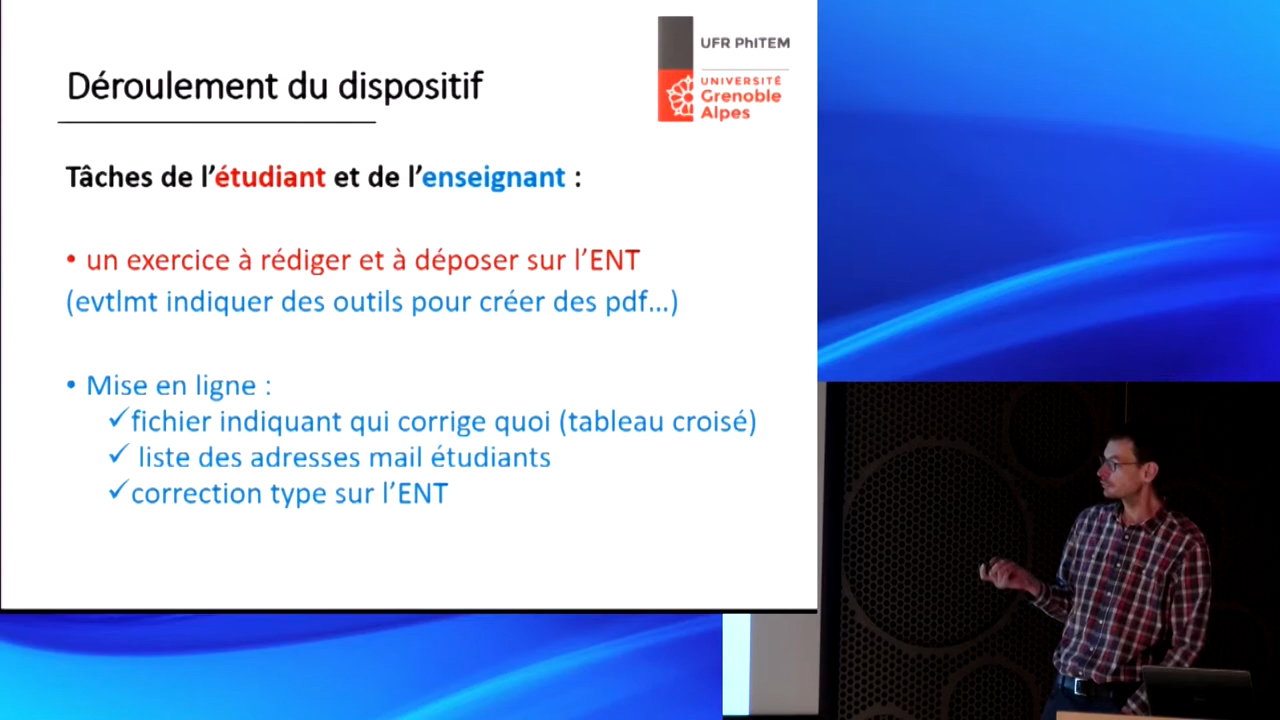 Déroulement du dispositif
UFR PhITEM
UNIVERSITÉ
Grenoble
Alpes
Tâches de l’étudiant et de l’enseignant :
• un exercice à rédiger et à déposer sur l’ENT
(evtlmt indiquer des outils pour créer des pdf...)
• Mise en ligne :
✓fichier indiquant qui corrige quoi (tableau croisé)
✓ liste des adresses mail étudiants
✓correction type sur l’ENT